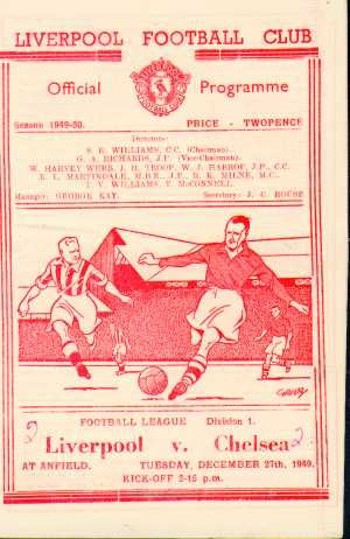 LIVERPOOL FOOTBALL CLUB
Official Programme
Season 1949-50. PRICE - TWOPENCE
Directors:
S. R. WILLIAMS, C.C. (Chairman).
G. A. RICHARDS, J.P. (Vice-Chairman).
W. HARVEY WEBB, J. H. TROOP, W. J. HARROP, J.P., C.C.
R. L. MARTINDALE, M.B.E., J.P., R. K. MILNE, M.C.,
T. V. WILLIAMS, T. McCONNELL.
Manager: GEORGE KAY. Secretary: J. C. ROUSE
FOOTBALL LEAGUE Division 1.
2 Liverpool v. Chelsea 2
AT ANFIELD. TUESDAY, DECEMBER 27th, 1949.
KICK-OFF 2-15 p.m.